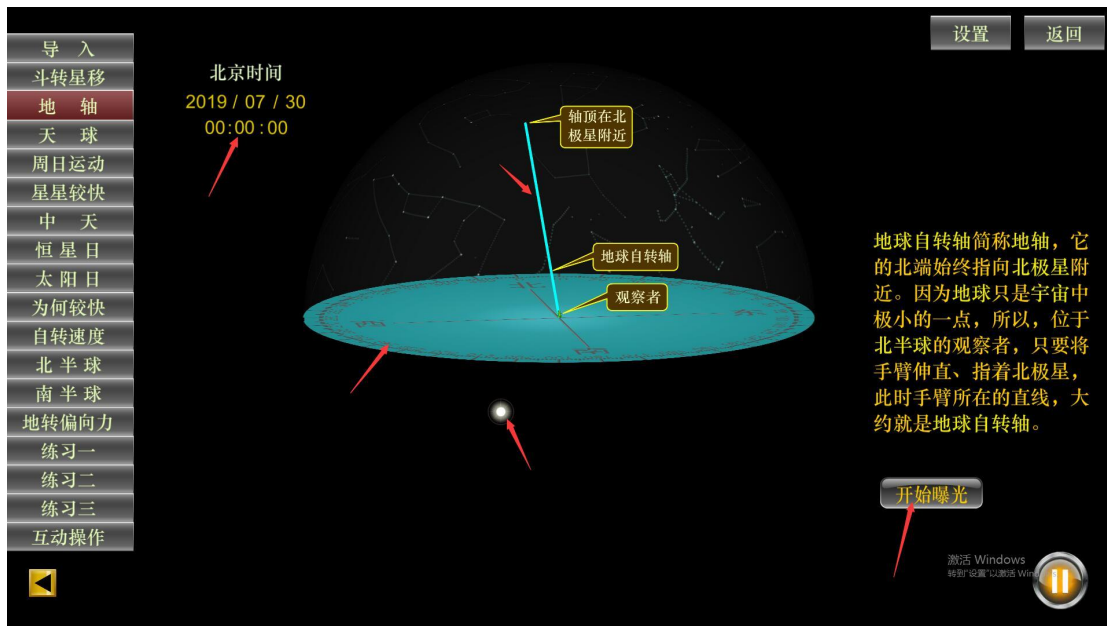 设置
返回
导 入
斗转星移
地 轴
天 球
周日运动
星星较快
中 天
恒 星 日
太 阳 日
为何较快
自转速度
北 半 球
南 半 球
地转偏向力
练习一
练习二
练习三
互动操作
北京时间
2019 / 07 / 30
00:00 : 00
轴顶在北
极星附近
地球自转轴
观察者
北
西
东
南
地球自转轴简称地轴，它
的北端始终指向北极星附
近。因为地球只是宇宙中
极小的一点，所以，位于
北半球的观察者，只要将
手臂伸直、指着北极星，
此时手臂所在的直线，大
约就是地球自转轴。
开始曝光
激活 Windows
转到"设置"以激活 Win